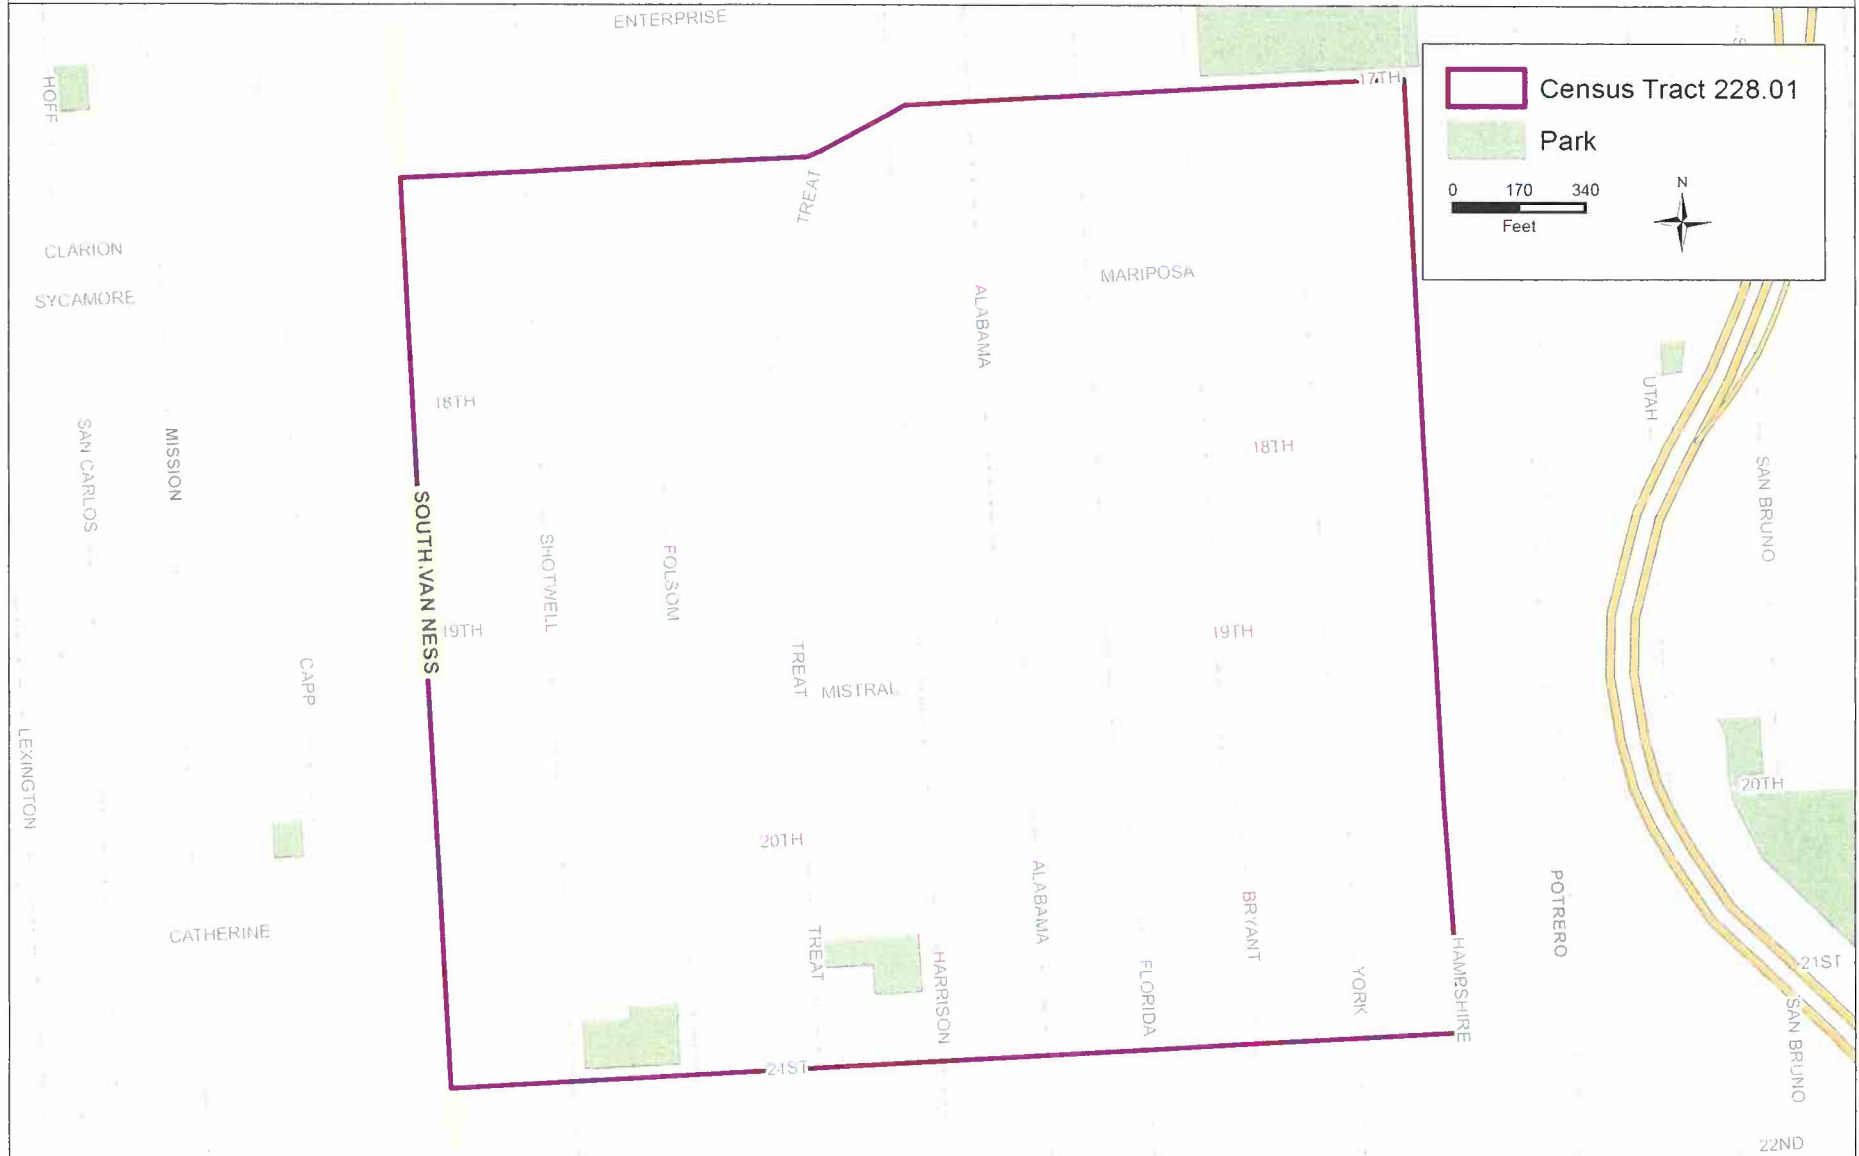 ENTERPRISE
HOFF
17TH
Census Tract 228.01
Park
0 170 340
Feet
N
TREAT
CLARION
SYCAMORE
MARIPOSA
ALABAMA
18TH
UTAH
SAN CARLOS
MISSION
18TH
SAN BRUNO
SOUTH VAN NESS
SHOTWELL
FOLSOM
19TH
19TH
CAPP
TREAT
MISTRAL
LEXINGTON
20TH
20TH
ALABAMA
BRYANT
POTRERO
CATHERINE
TREAT
HARRISON
FLORIDA
YORK
HAMPSHIRE
21ST
SAN BRUNO
21ST
22ND